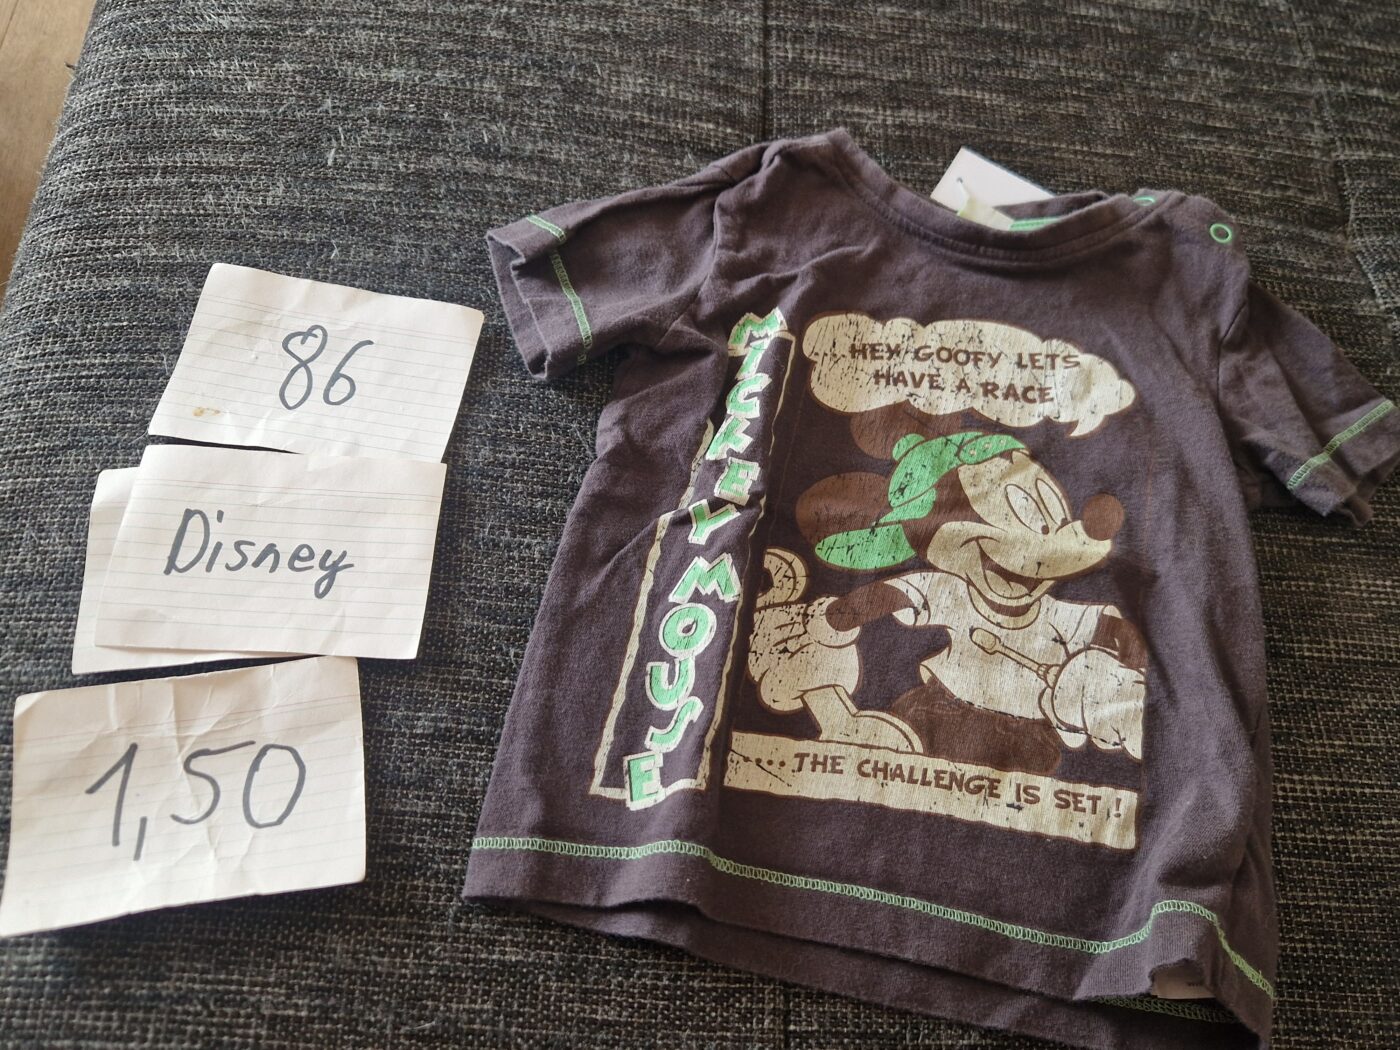 86
Disney
1,50
MICKEY MOUSE
HEY GOOFY LETS
HAVE A RACE
....THE CHALLENGE IS SET!